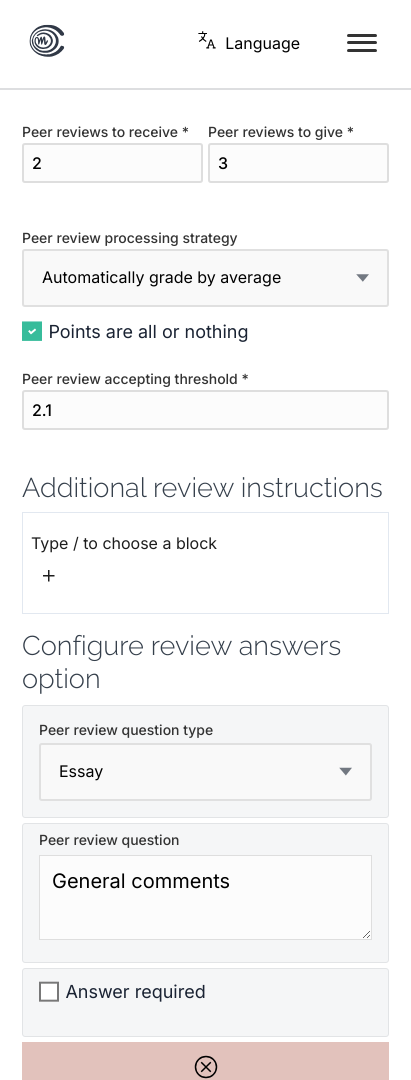 Language
Peer reviews to receive * Peer reviews to give *
2 3
Peer review processing strategy
Automatically grade by average
Points are all or nothing
Peer review accepting threshold *
2.1
Additional review instructions
Type / to choose a block
+
Configure review answers
option
Peer review question type
Essay
Peer review question
General comments
Answer required